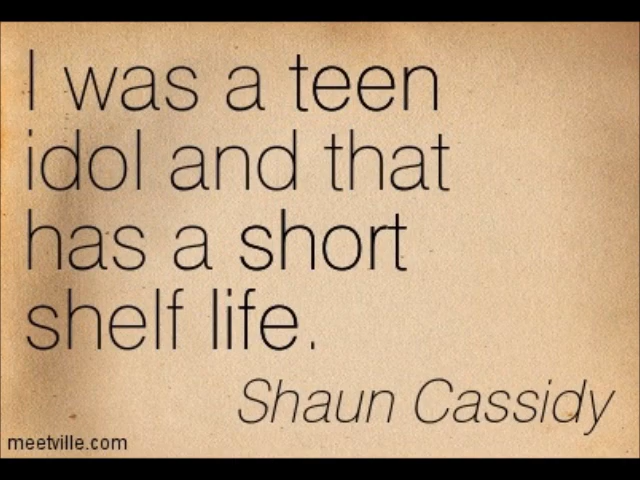 I was a teen
idol and that
has a short
shelf life.
Shaun Cassidy
meetville.com